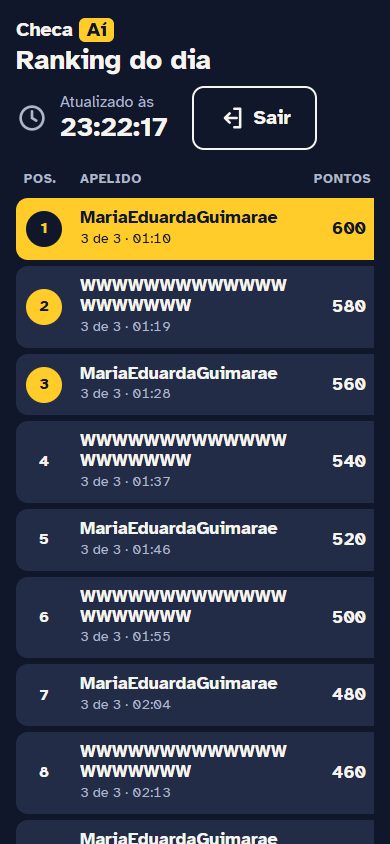 Checa Aí
Ranking do dia
Atualizado às
23:22:17
Sair
POS. APELIDO PONTOS
1 MariaEduardaGuimarae 600
3 de 3 · 01:10
WWWWWWWWWWWWW
2 WWWWWWW 580
3 de 3 · 01:19
3 MariaEduardaGuimarae 560
3 de 3 · 01:28
WWWWWWWWWWWWW
4 WWWWWWW 540
3 de 3 · 01:37
5 MariaEduardaGuimarae 520
3 de 3 · 01:46
WWWWWWWWWWWWW
6 WWWWWWW 500
3 de 3 · 01:55
7 MariaEduardaGuimarae 480
3 de 3 · 02:04
WWWWWWWWWWWWW
8 WWWWWWW 460
3 de 3 · 02:13
MariaEduardaGuimarae